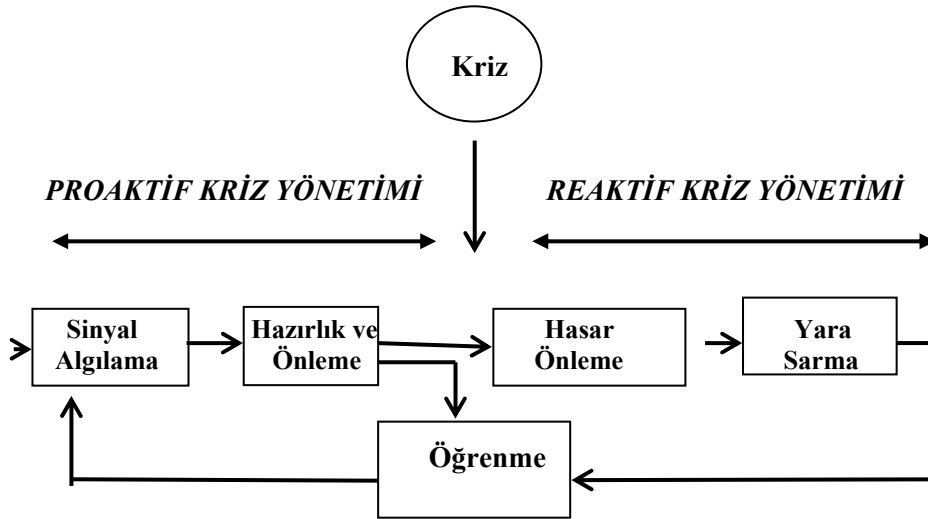 Kriz
PROAKTİF KRİZ YÖNETİMİ
REAKTİF KRİZ YÖNETİMİ
Sinyal
Algılama
Hazırlık ve
Önleme
Hasar
Önleme
Yara
Sarma
Öğrenme